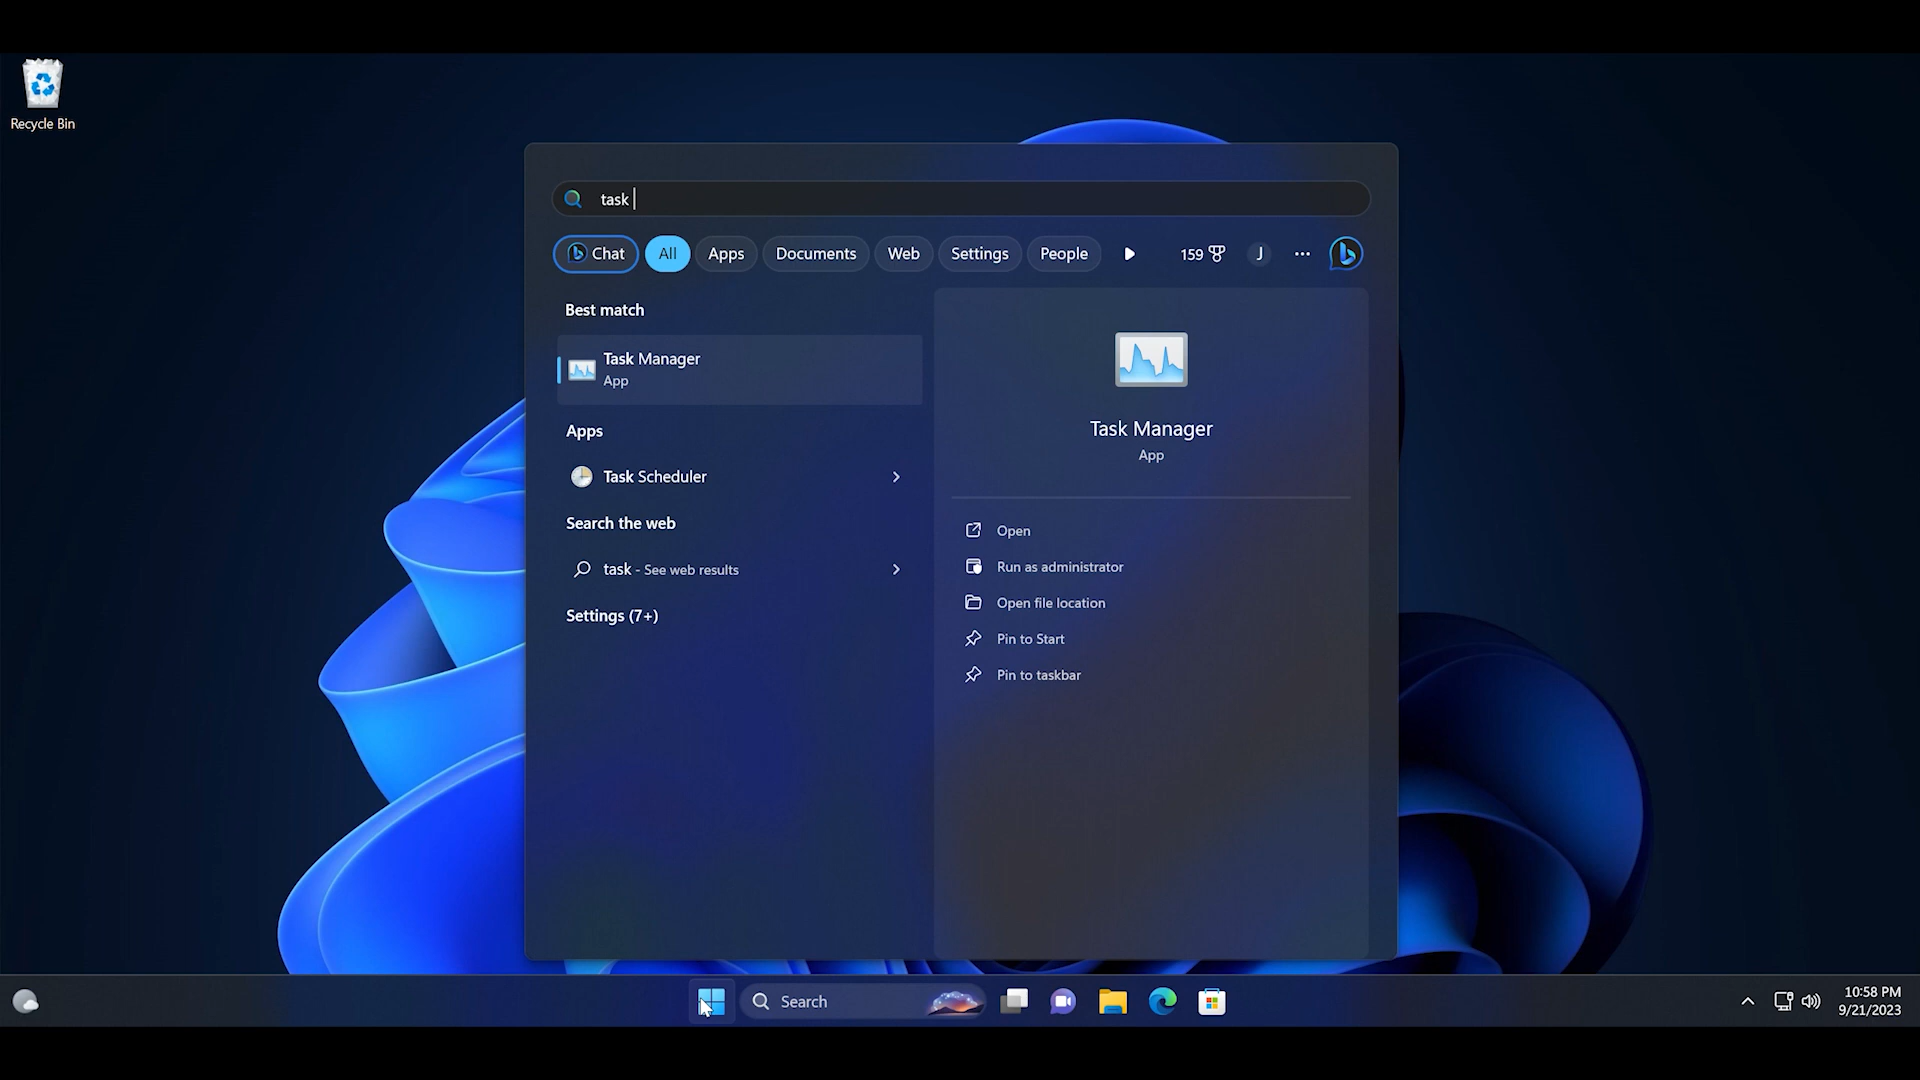 Recycle Bin
task
Chat
All
Apps
Documents
Web
Settings
People
159
J
Best match
Task Manager
App
Apps
Task Scheduler
Search the web
task - See web results
Settings (7+)
Task Manager
App
Open
Run as administrator
Open file location
Pin to Start
Pin to taskbar
Search
10:58 PM
9/21/2023